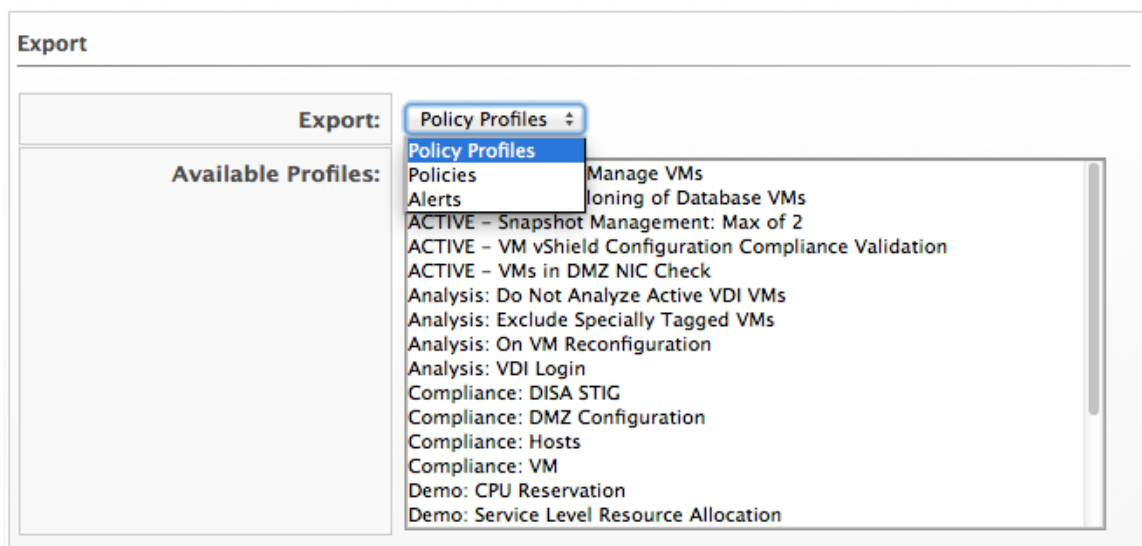 Export
Export:
Policy Profiles
Policy Profiles
Policies
Alerts
Available Profiles:
Manage VMs
loning of Database VMs
ACTIVE – Snapshot Management: Max of 2
ACTIVE – VM vShield Configuration Compliance Validation
ACTIVE – VMs in DMZ NIC Check
Analysis: Do Not Analyze Active VDI VMs
Analysis: Exclude Specially Tagged VMs
Analysis: On VM Reconfiguration
Analysis: VDI Login
Compliance: DISA STIG
Compliance: DMZ Configuration
Compliance: Hosts
Compliance: VM
Demo: CPU Reservation
Demo: Service Level Resource Allocation